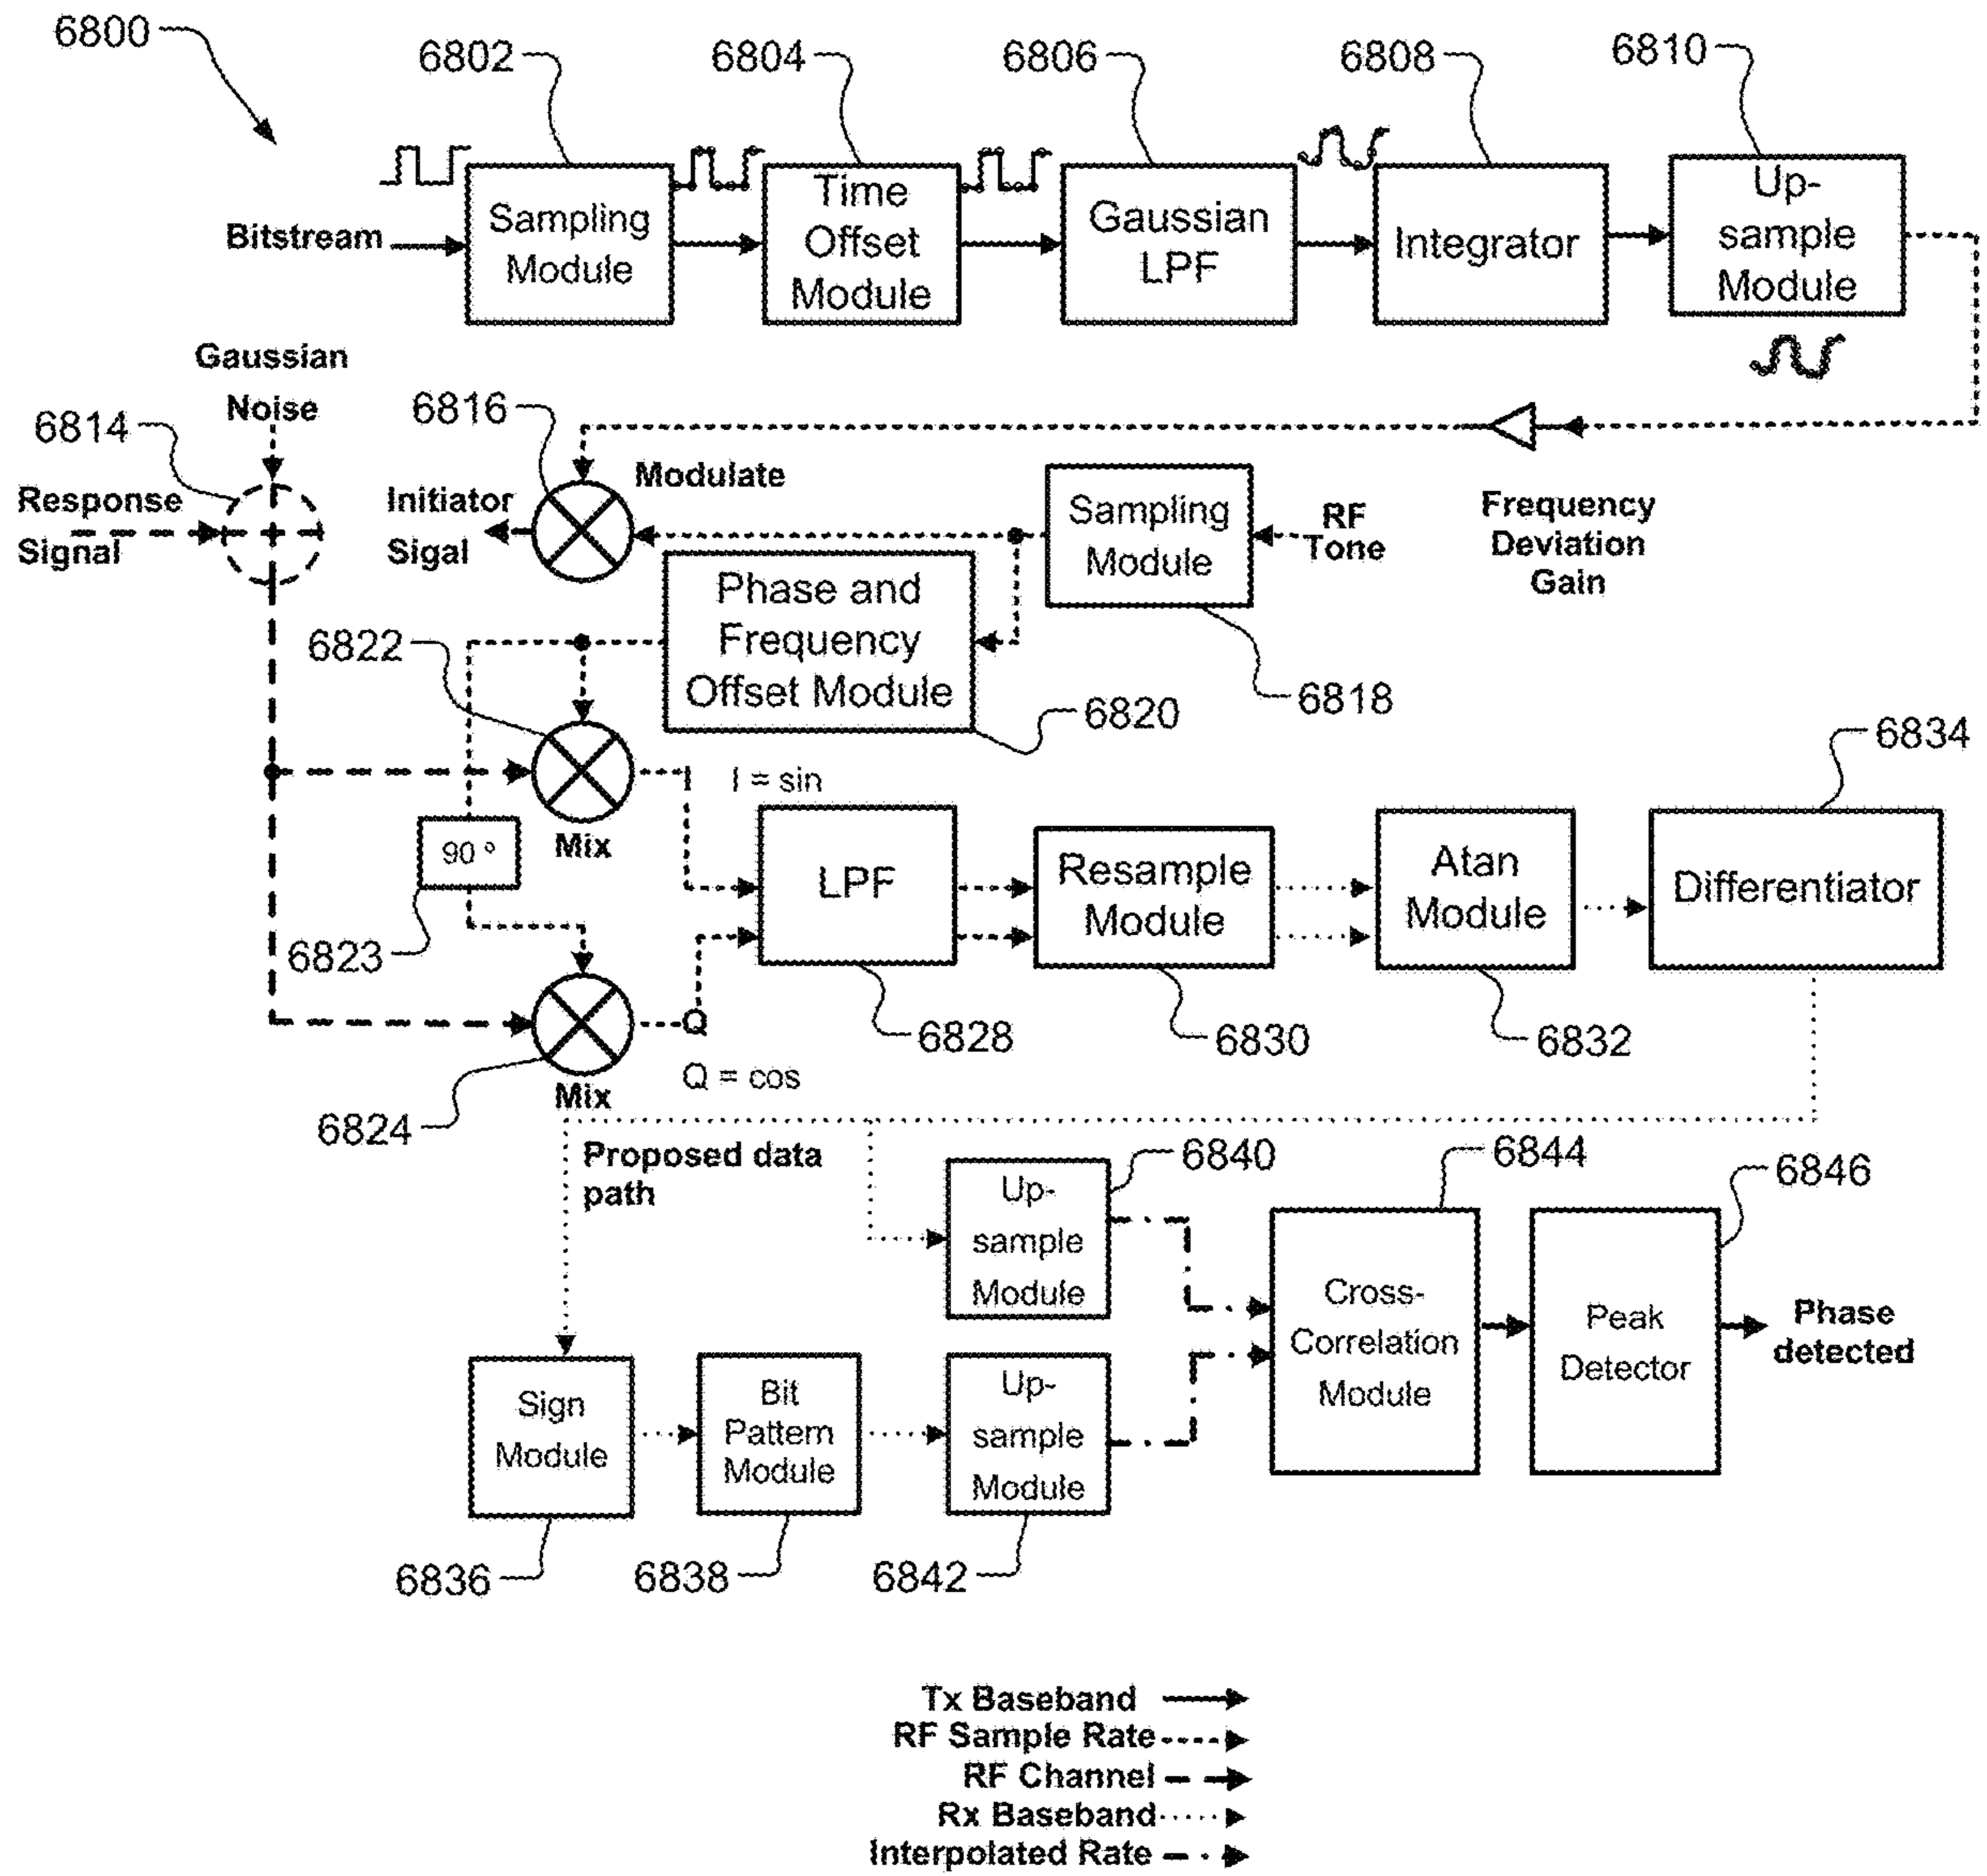 6800
6802
6804
6806
6808
6810
Bitstream
Sampling
Module
Time
Offset
Module
Gaussian
LPF
Integrator
Up-
sample
Module
Gaussian
Noise
6814
Response
Signal
6816
Initiator
Sigal
Modulate
Sampling
Module
RF
Tone
Frequency
Deviation
Gain
6818
Phase and
Frequency
Offset Module
6820
6822
Mix
I
I = sin
90 º
6823
6824
Mix
Q
Q = cos
LPF
6828
Resample
Module
6830
Atan
Module
6832
Differentiator
6834
Proposed data
path
Sign
Module
6836
Bit
Pattern
Module
6838
Up-
sample
Module
6840
Up-
sample
Module
6842
Cross-
Correlation
Module
6844
Peak
Detector
6846
Phase
detected
Tx Baseband
RF Sample Rate
RF Channel
Rx Baseband
Interpolated Rate